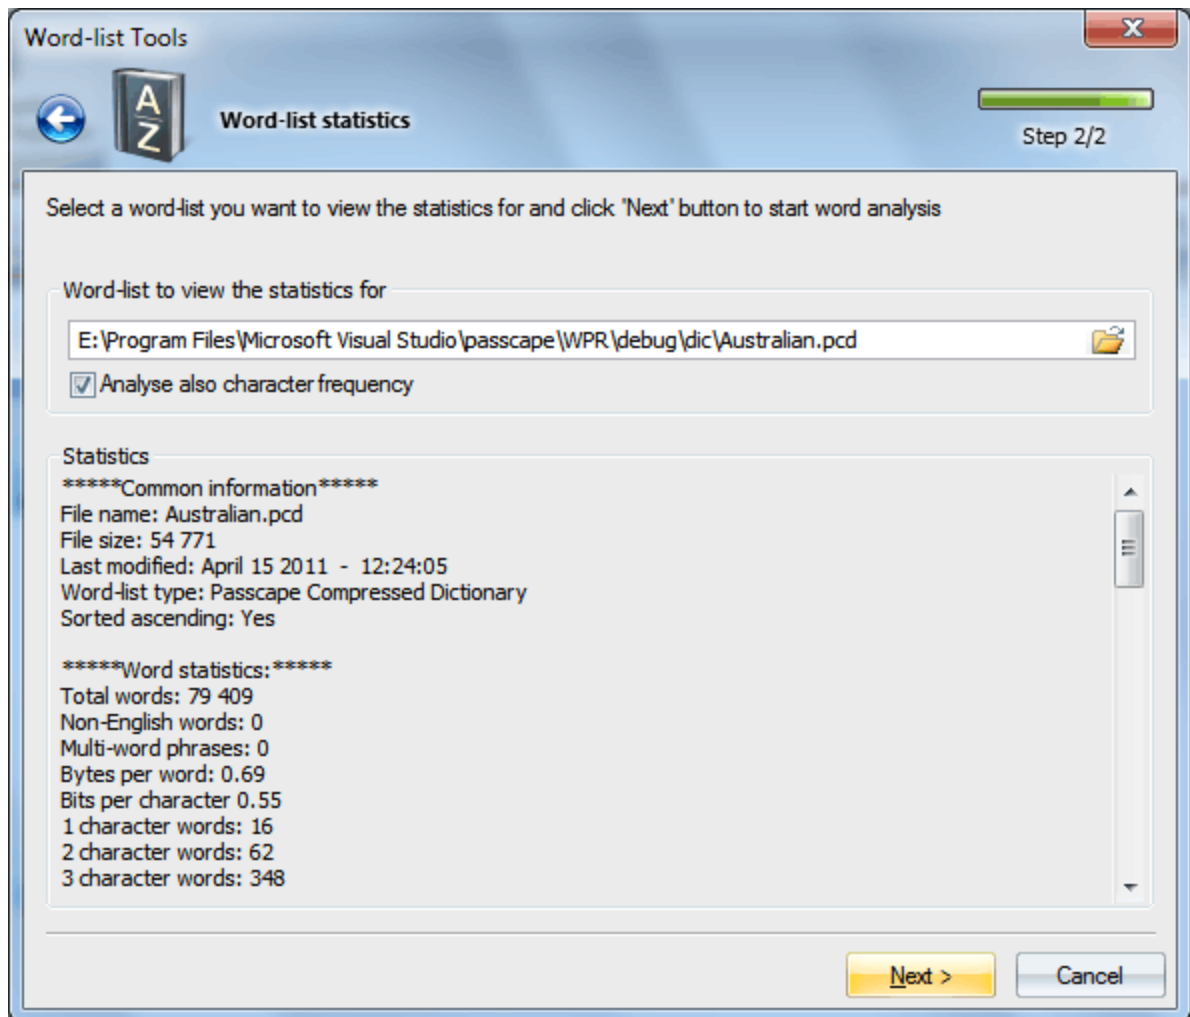 Word-list Tools
A
Z
Word-list statistics
Step 2/2
Select a word-list you want to view the statistics for and click 'Next' button to start word analysis
Word-list to view the statistics for
E:\Program Files\Microsoft Visual Studio\passcape\WPR\debug\dic\Australian.pcd
Analyse also character frequency
Statistics
*****Common information*****
File name: Australian.pcd
File size: 54 771
Last modified: April 15 2011 - 12:24:05
Word-list type: Passcape Compressed Dictionary
Sorted ascending: Yes
*****Word statistics:*****
Total words: 79 409
Non-English words: 0
Multi-word phrases: 0
Bytes per word: 0.69
Bits per character 0.55
1 character words: 16
2 character words: 62
3 character words: 348
Next > Cancel